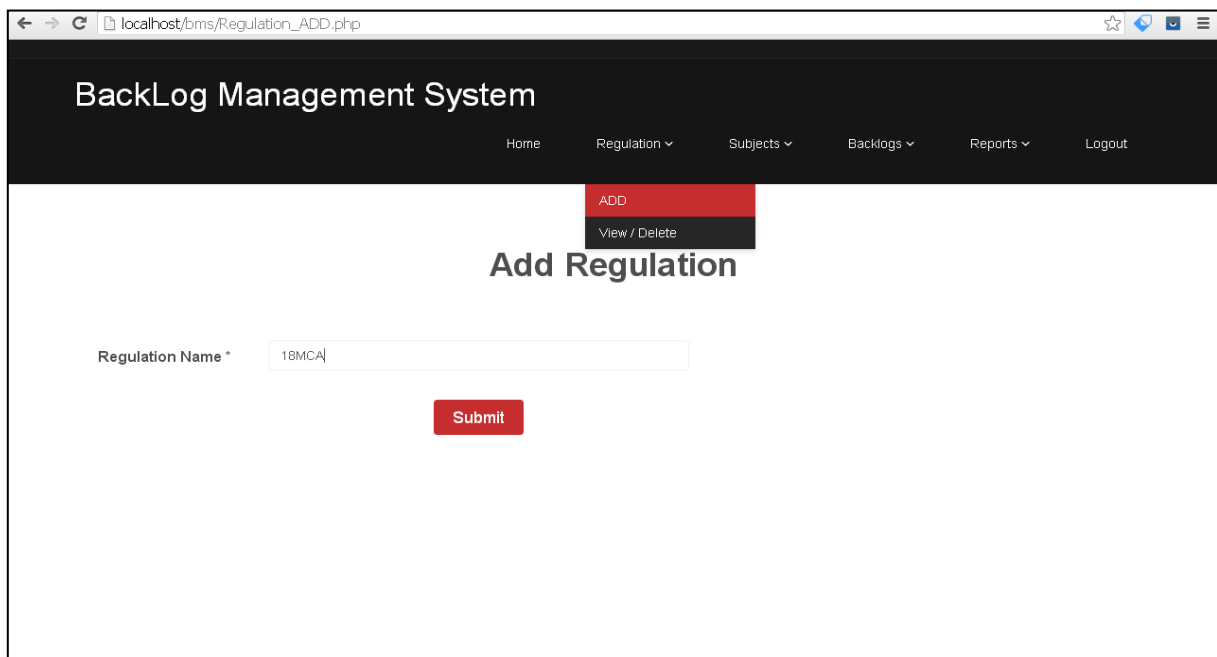 localhost/bms/Regulation_ADD.php
BackLog Management System
Home Regulation Subjects Backlogs Reports Logout
ADD
View / Delete
Add Regulation
Regulation Name * 18MCA
Submit